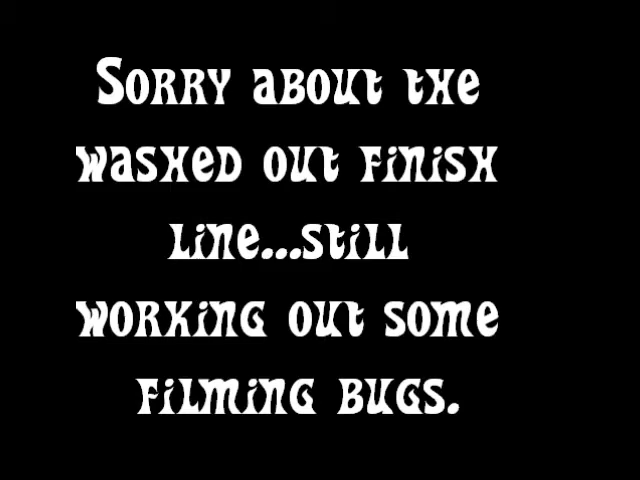 Sorry about the
washed out finish
line...still
working out some
filming bugs.